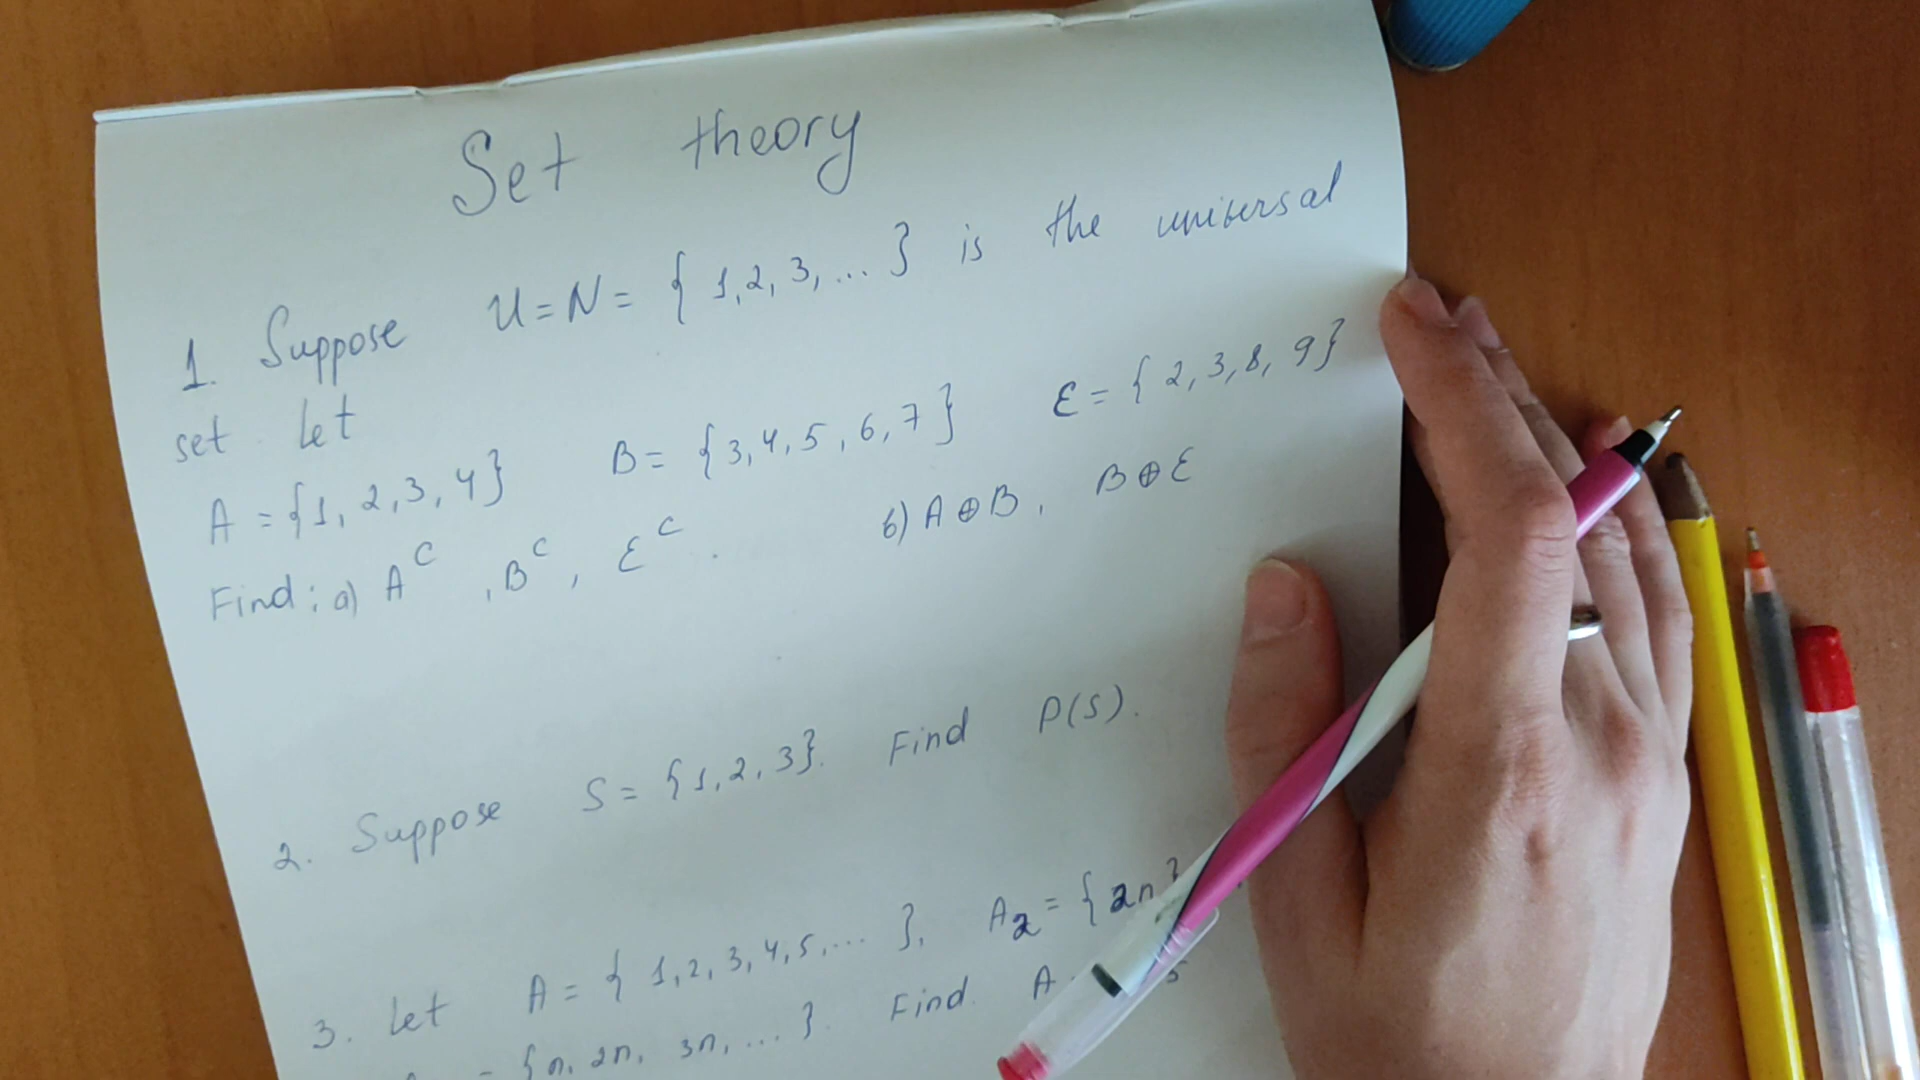 Set theory
1. Suppose U=N= { 1,2,3,... } is the universal
set. Let
A = {1, 2, 3, 4} B= {3,4,5,6,7} ε= { 2,3,8,9}
Find: a) A^C, B^C, ε^C. б) A⊕B, B⊕ε
2. Suppose S = {1,2,3}. Find P(S).
3. Let A= { 1,2,3,4,5,... }, A₂ = {2n}
= {n, 2n, 3n, ... }. Find A 5